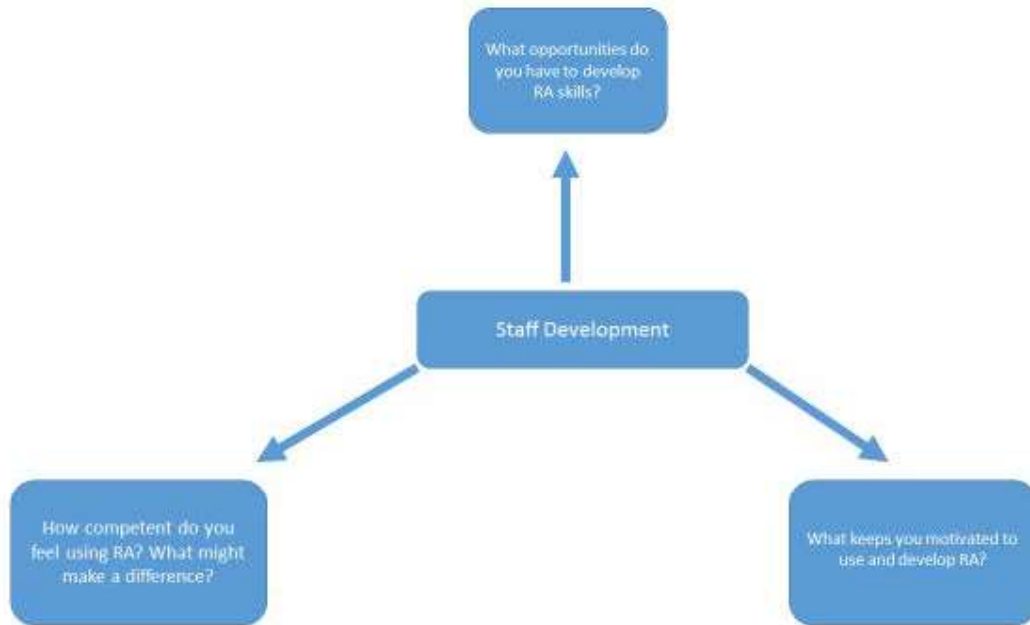 What opportunities do
you have to develop
RA skills?
Staff Development
How competent do you
feel using RA? What might
make a difference?
What keeps you motivated to
use and develop RA?